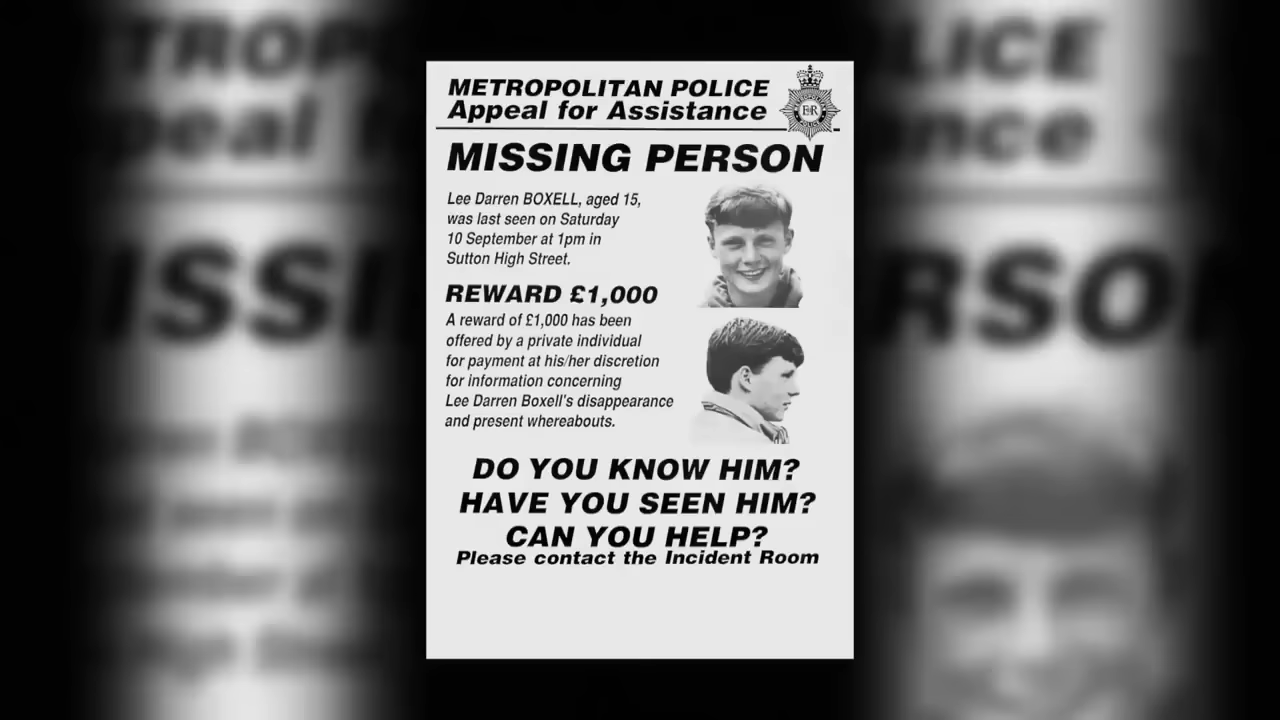 METROPOLITAN POLICE
Appeal for Assistance
MISSING PERSON
Lee Darren BOXELL, aged 15,
was last seen on Saturday
10 September at 1pm in
Sutton High Street.
REWARD £1,000
A reward of £1,000 has been
offered by a private individual
for payment at his/her discretion
for information concerning
Lee Darren Boxell's disappearance
and present whereabouts.
DO YOU KNOW HIM?
HAVE YOU SEEN HIM?
CAN YOU HELP?
Please contact the Incident Room